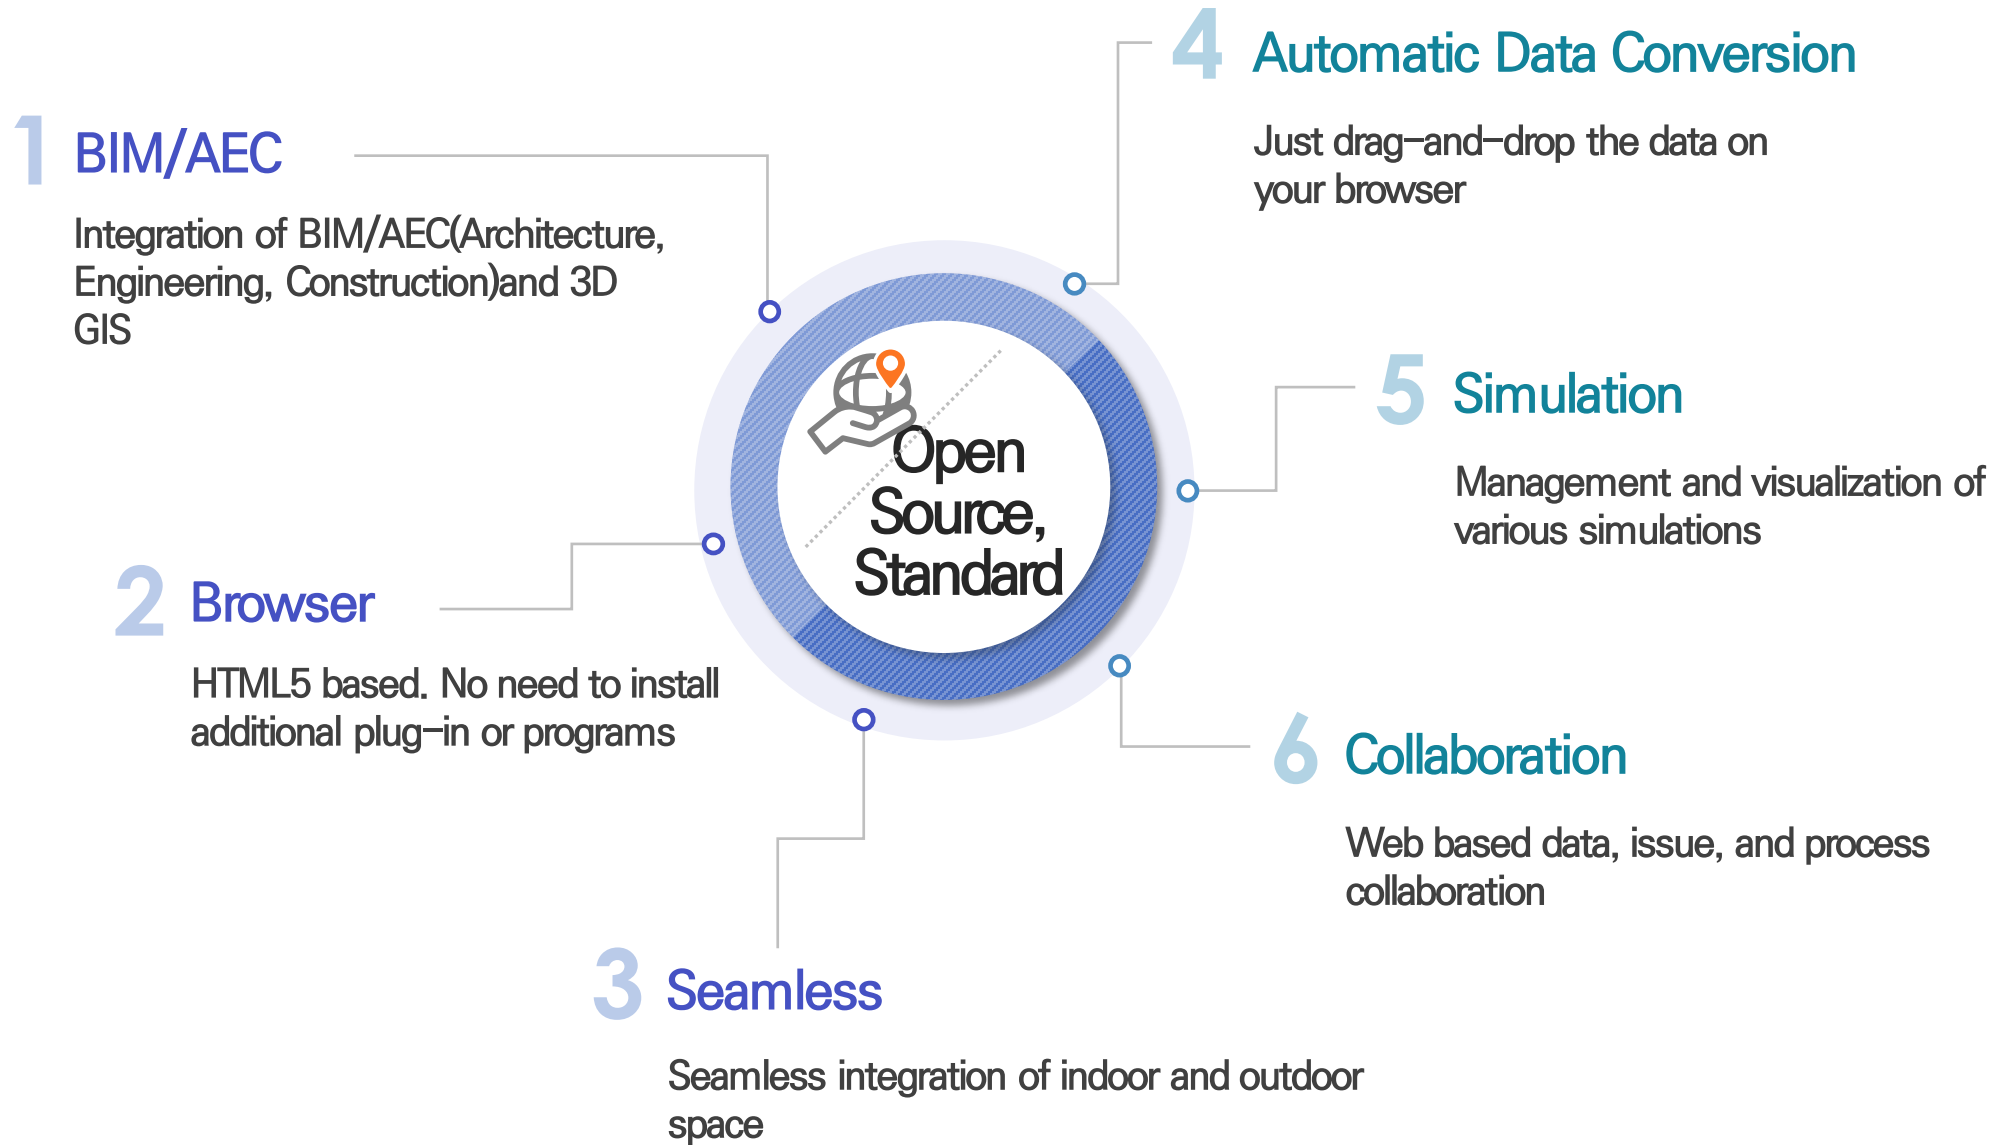 1 BIM/AEC
Integration of BIM/AEC(Architecture,
Engineering, Construction)and 3D
GIS
2 Browser
HTML5 based. No need to install
additional plug-in or programs
3 Seamless
Seamless integration of indoor and outdoor
space
Open
Source,
Standard
4 Automatic Data Conversion
Just drag-and-drop the data on
your browser
5 Simulation
Management and visualization of
various simulations
6 Collaboration
Web based data, issue, and process
collaboration